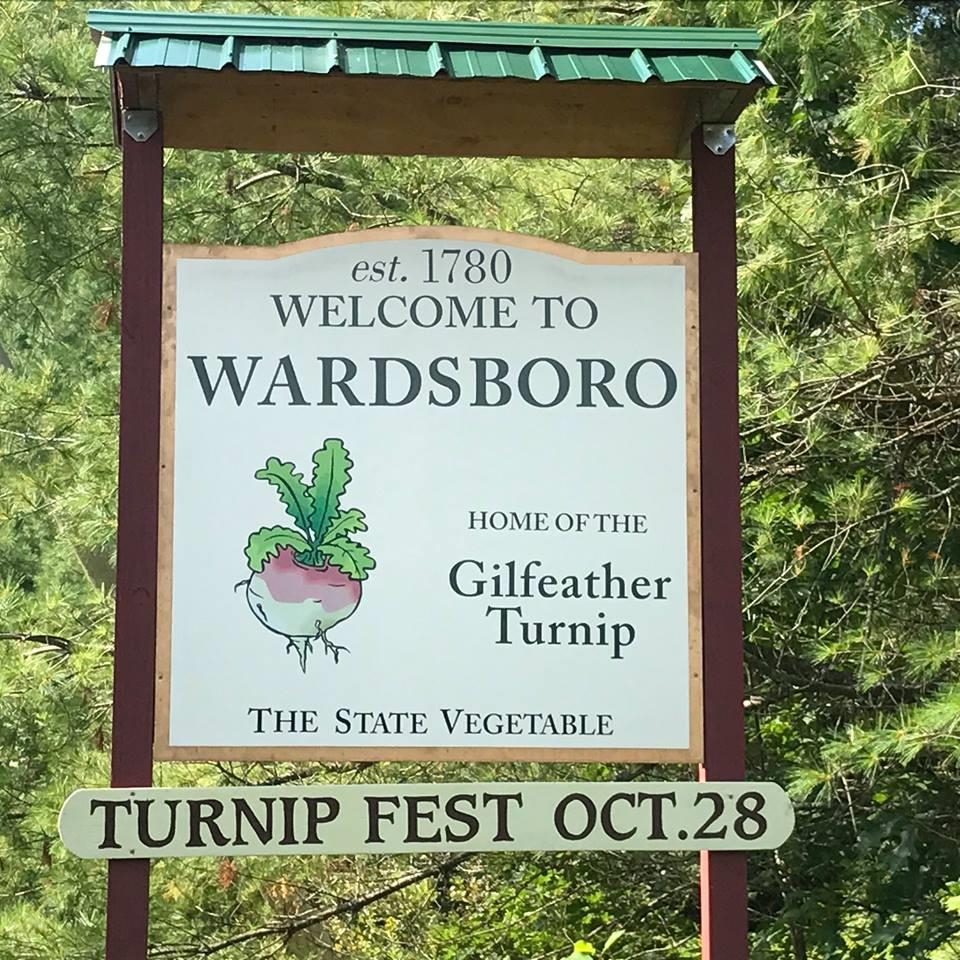 est. 1780
WELCOME TO
WARDSBORO
HOME OF THE
Gilfeather
Turnip
THE STATE VEGETABLE
TURNIP FEST OCT.28